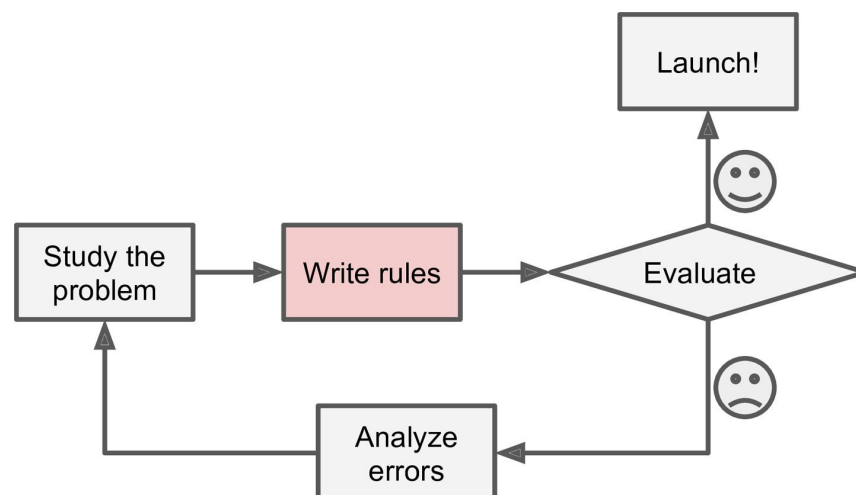 Launch!
Study the
problem
Write rules
Evaluate
Analyze
errors